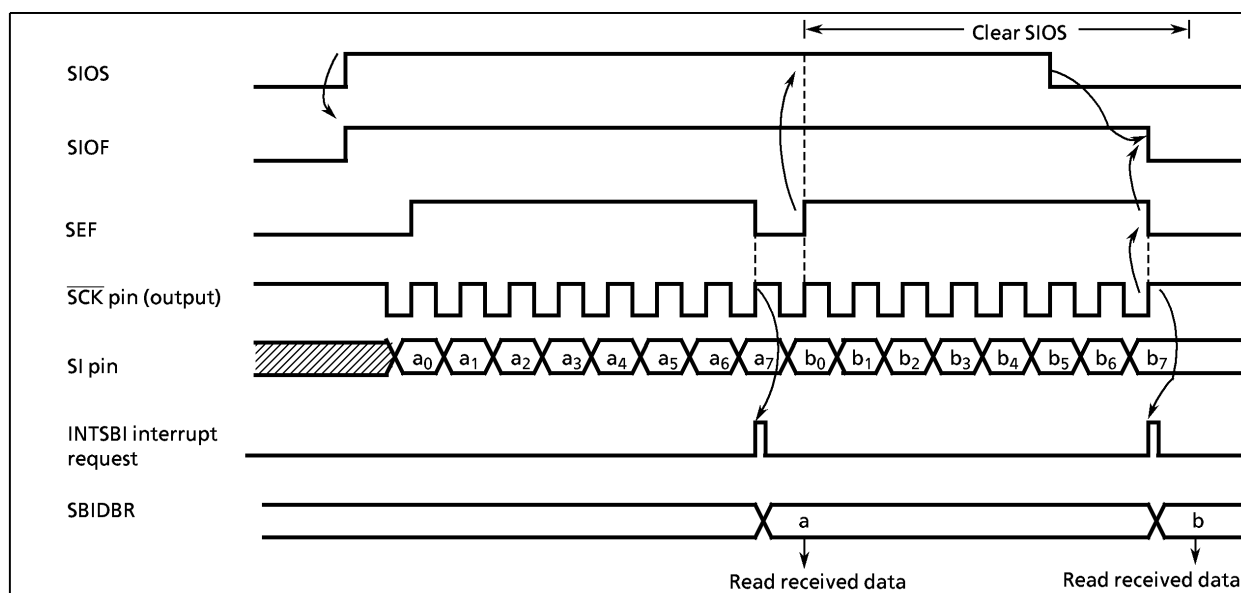 Clear SIOS
SIOS
SIOF
SEF
SCK pin (output)
SI pin
a0 a1 a2 a3 a4 a5 a6 a7 b0 b1 b2 b3 b4 b5 b6 b7
INTSBI interrupt
request
SBIDBR
a
b
Read received data
Read received data